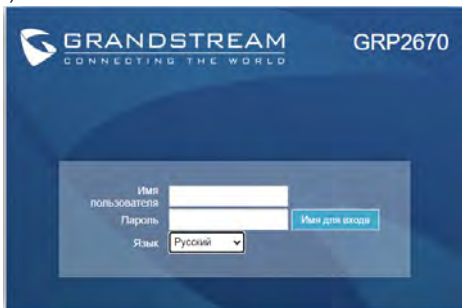 GRANDSTREAM
CONNECTING THE WORLD
GRP2670
Имя
пользователя
Пароль
Имя для входа
Язык
Русский